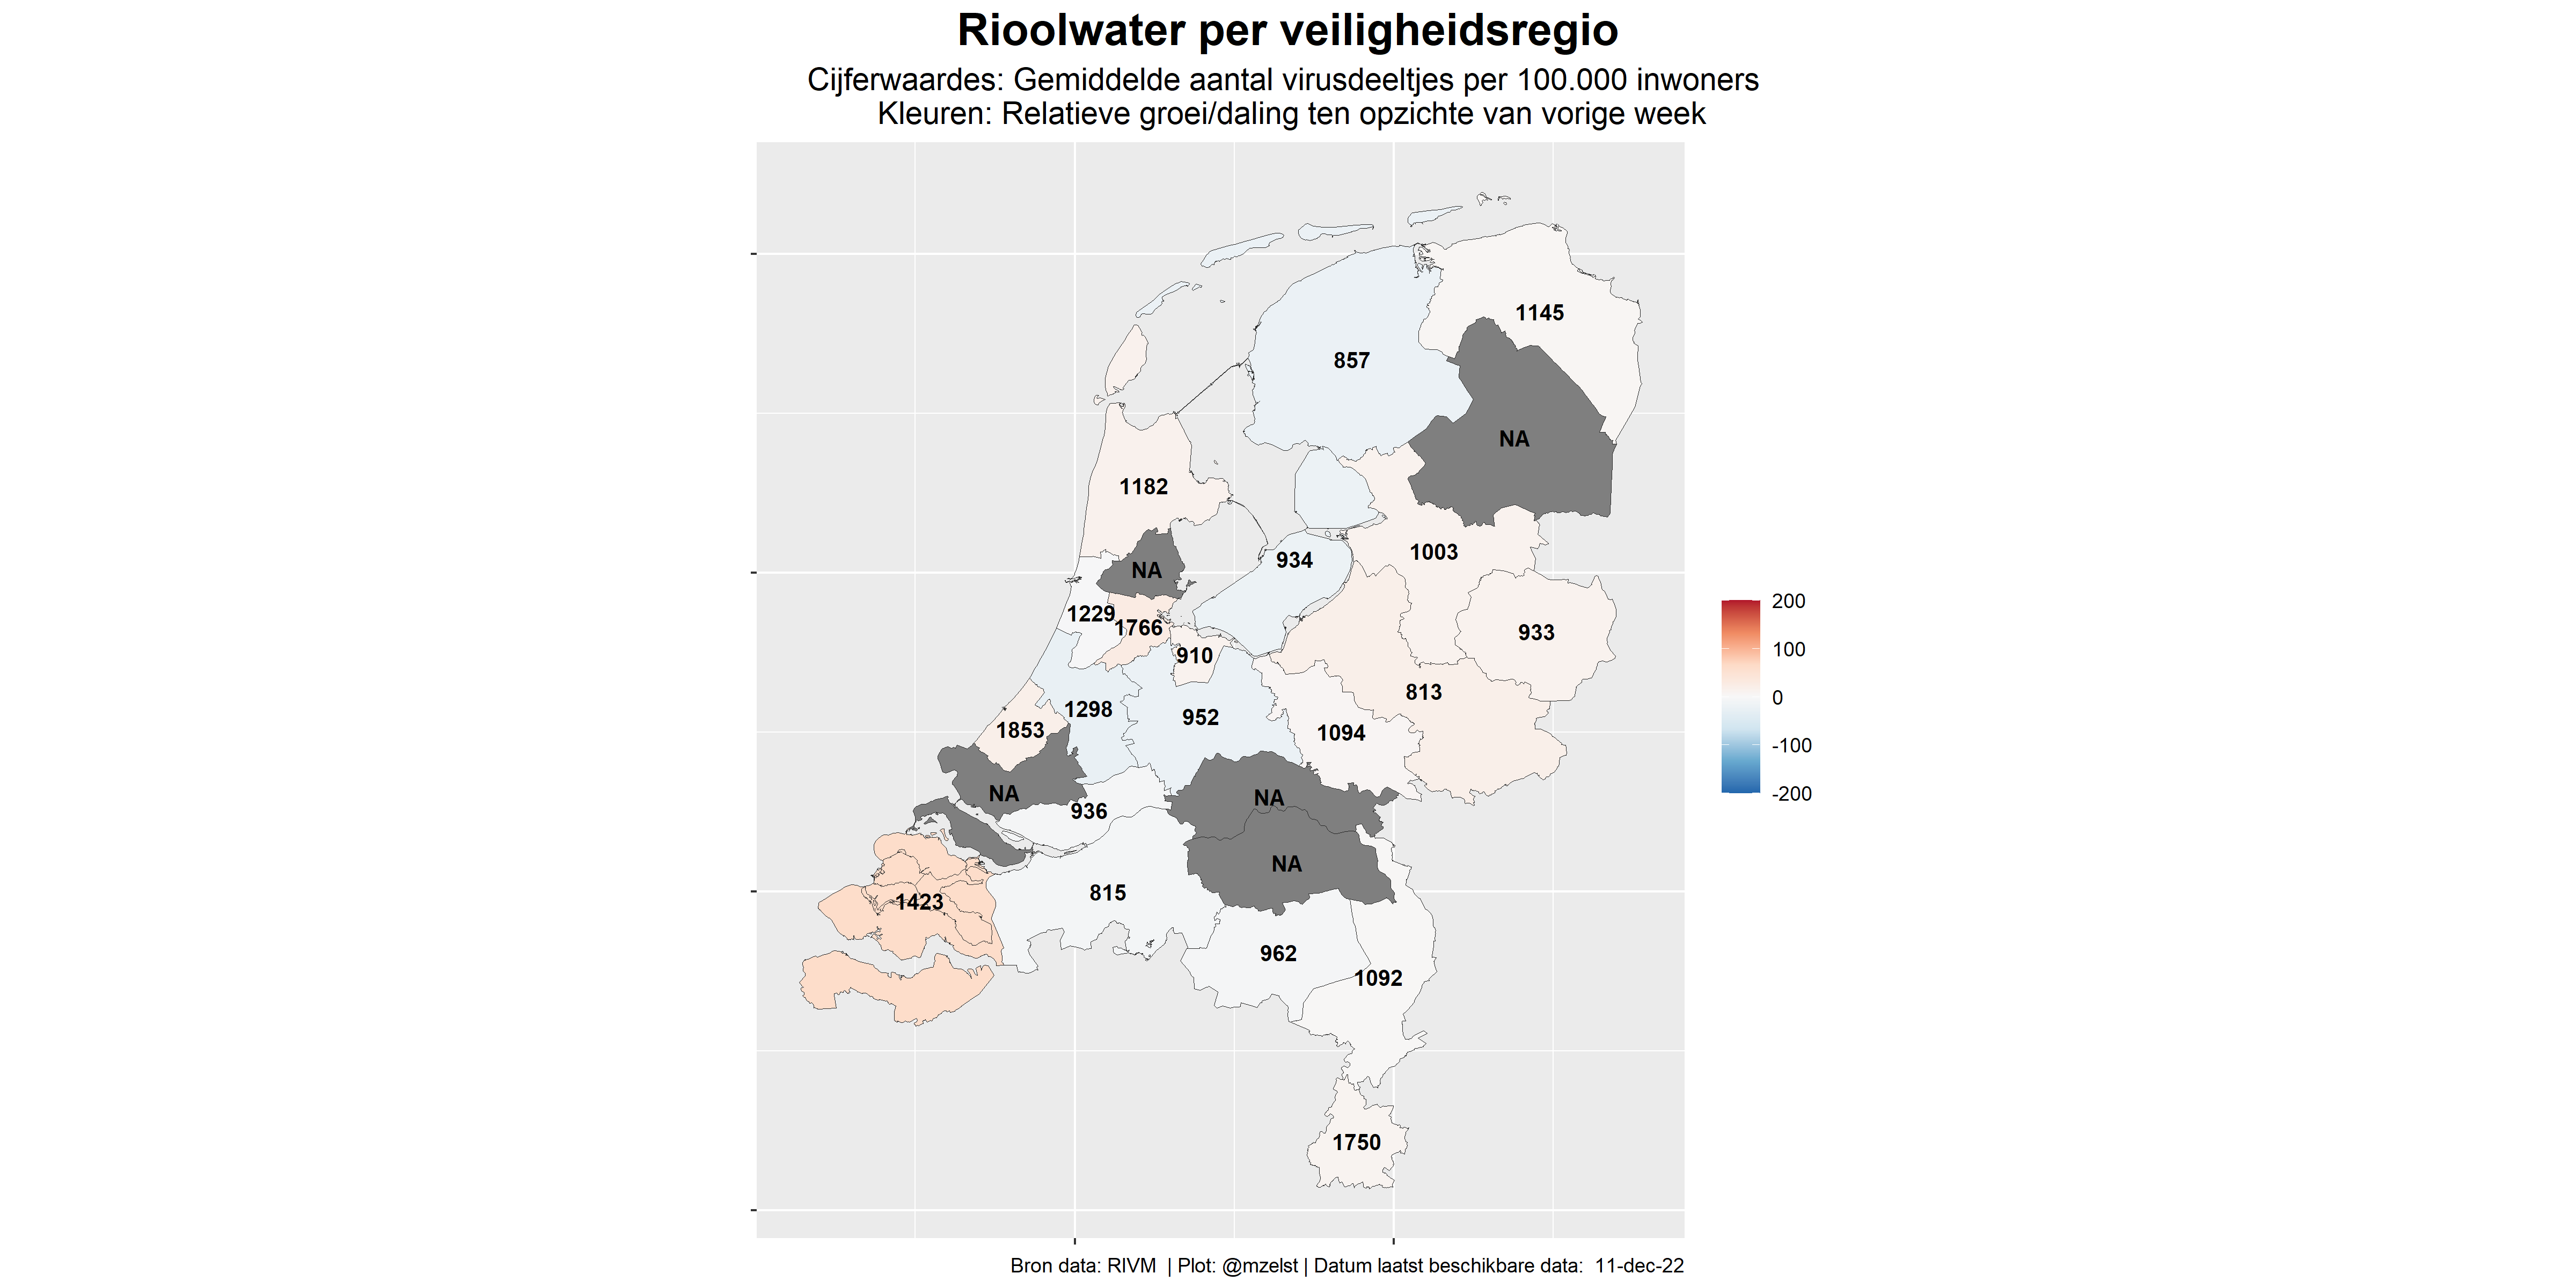 Rioolwater per veiligheidsregio
Cijferwaardes: Gemiddelde aantal virusdeeltjes per 100.000 inwoners
Kleuren: Relatieve groei/daling ten opzichte van vorige week
1145
857
NA
1182
1003
934
NA
1229
1766
933
910
813
1298
952
1853
1094
NA
NA
936
NA
815
1423
962
1092
1750
200
100
0
-100
-200
Bron data: RIVM | Plot: @mzelst | Datum laatst beschikbare data: 11-dec-22